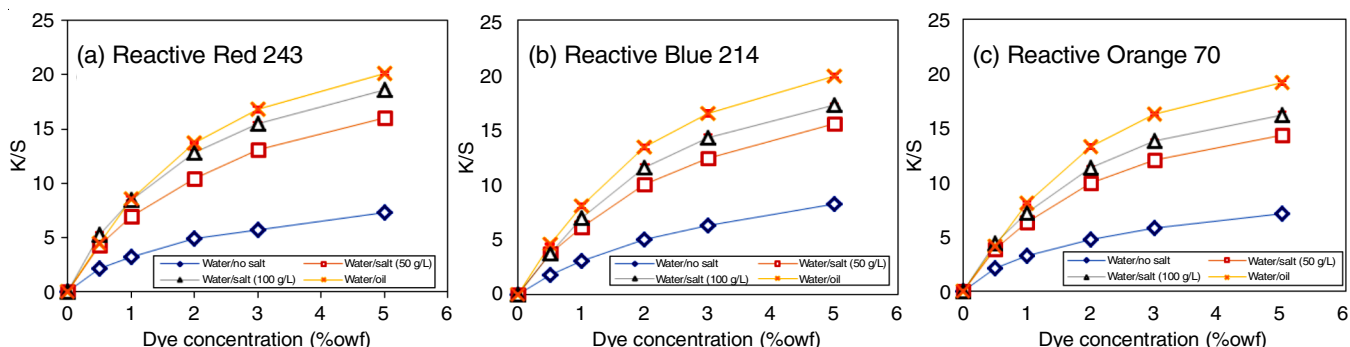 (a) Reactive Red 243
K/S
25
20
15
10
5
0
0 1 2 3 4 5 6
Dye concentration (%owf)
Water/no salt Water/salt (50 g/L)
Water/salt (100 g/L) Water/oil
(b) Reactive Blue 214
K/S
25
20
15
10
5
0
0 1 2 3 4 5 6
Dye concentration (%owf)
Water/no salt Water/salt (50 g/L)
Water/salt (100 g/L) Water/oil
(c) Reactive Orange 70
K/S
25
20
15
10
5
0
0 1 2 3 4 5 6
Dye concentration (%owf)
Water/no salt Water/salt (50 g/L)
Water/salt (100 g/L) Water/oil